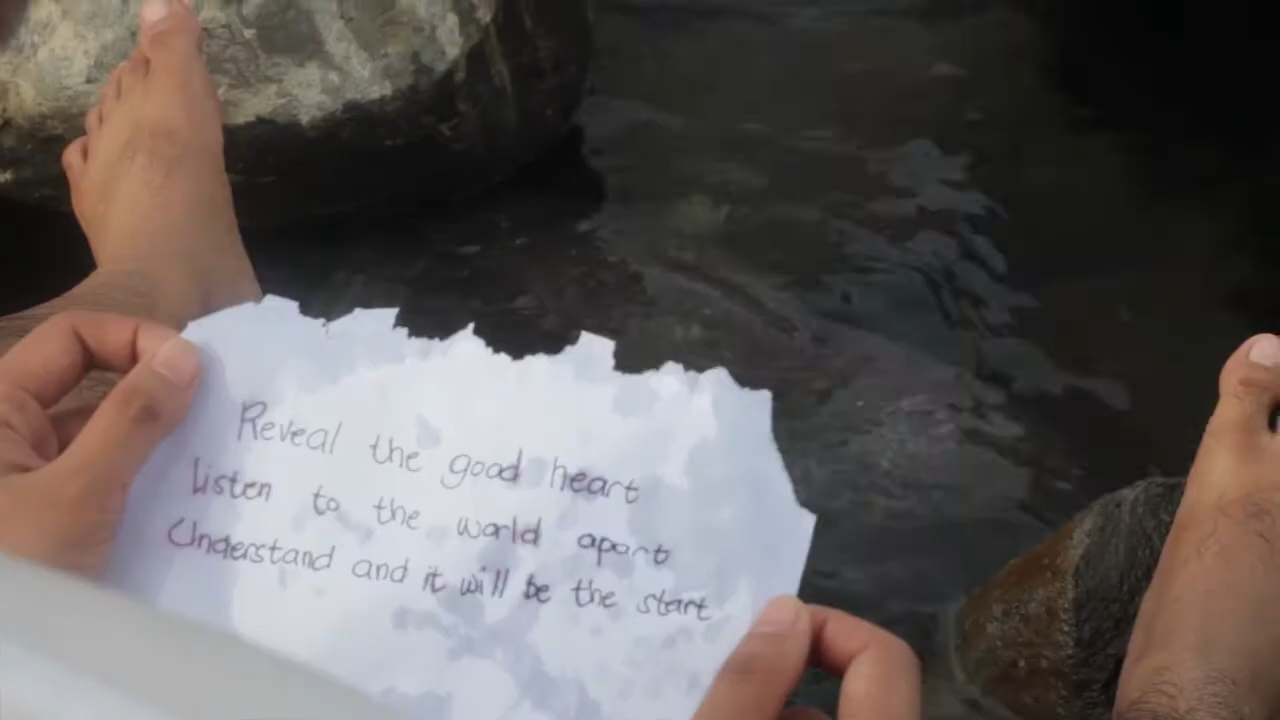 Reveal the good heart
Listen to the world apart
Understand and it will be the start